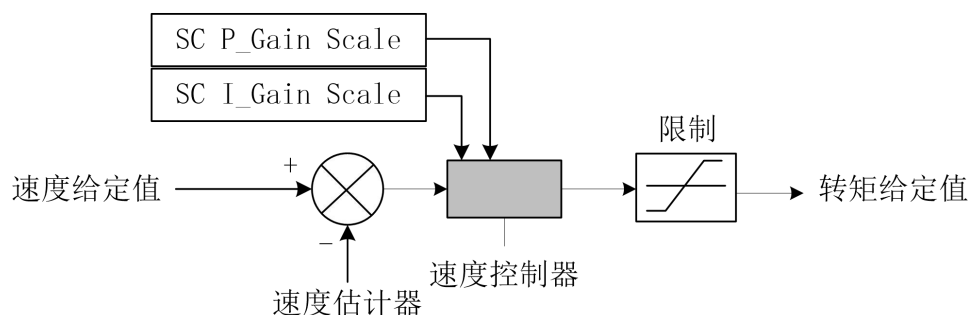 SC P_Gain Scale
SC I_Gain Scale
限制
+
速度给定值
转矩给定值
−
速度控制器
速度估计器